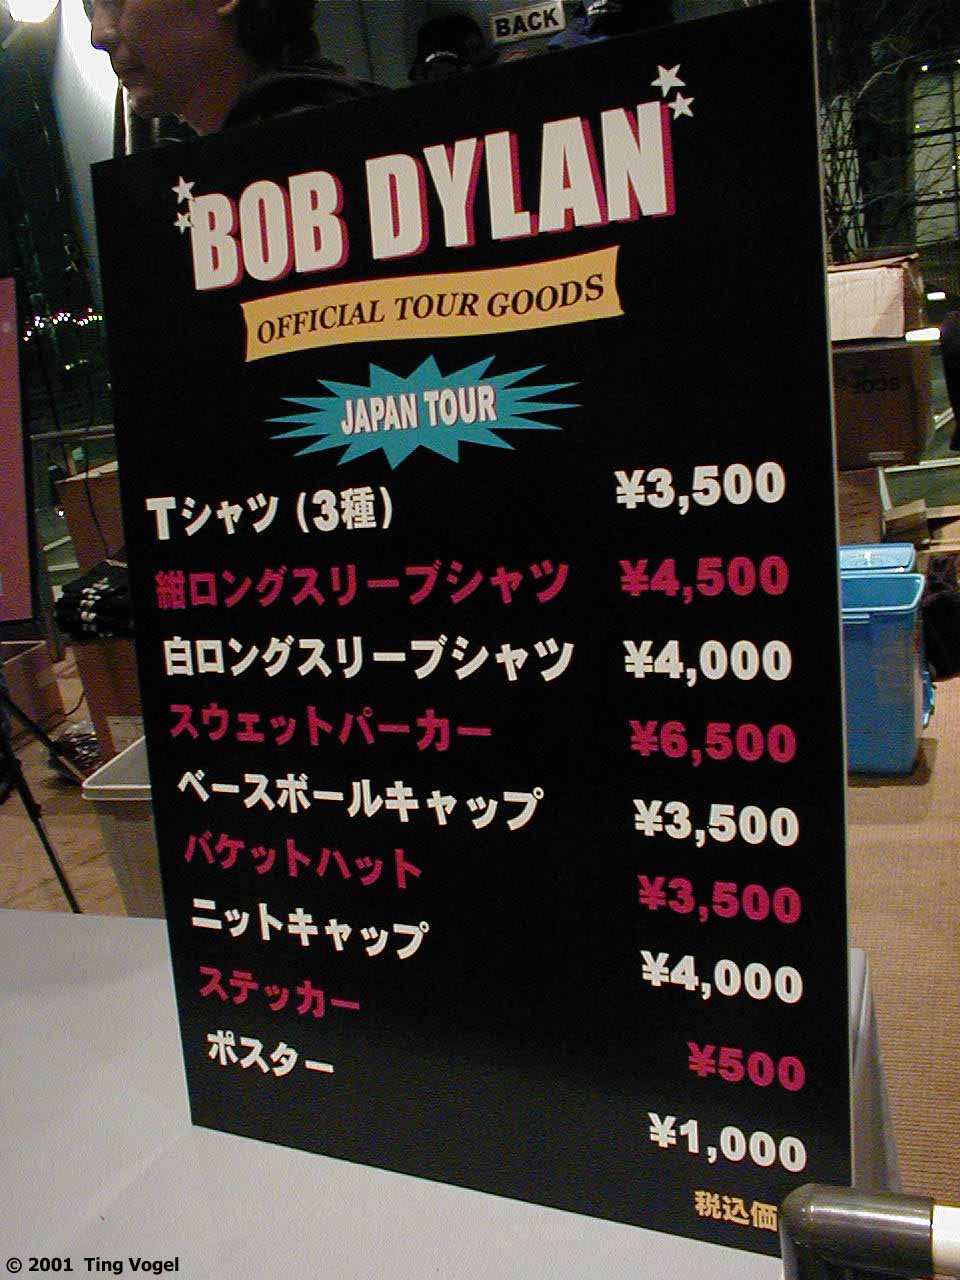 BACK
BOB DYLAN
OFFICIAL TOUR GOODS
JAPAN TOUR
Tシャツ (3種) ¥3,500
紺ロングスリーブシャツ ¥4,500
白ロングスリーブシャツ ¥4,000
スウェットパーカー ¥6,500
ベースボールキャップ ¥3,500
バケットハット ¥3,500
ニットキャップ ¥4,000
ステッカー ¥500
ポスター ¥1,000
税込価
© 2001 Ting Vogel